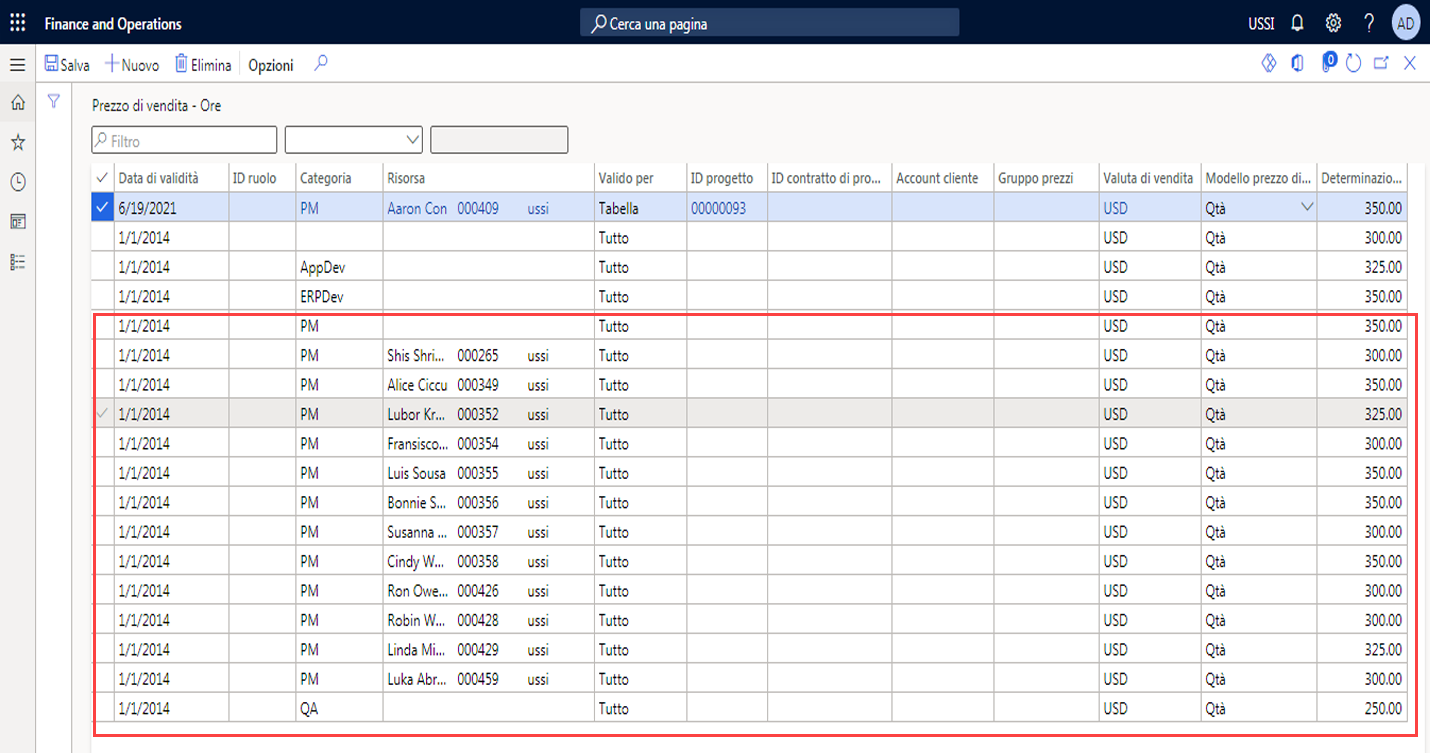 Finance and Operations Cerca una pagina USSI ? AD
Salva Nuovo Elimina Opzioni 0
Prezzo di vendita - Ore
Filtro
Data di validità ID ruolo Categoria Risorsa Valido per ID progetto ID contratto di pro... Account cliente Gruppo prezzi Valuta di vendita Modello prezzo di... Determinazio...
6/19/2021 PM Aaron Con 000409 ussi Tabella 00000093 USD Qtà 350.00
1/1/2014 Tutto USD Qtà 300.00
1/1/2014 AppDev Tutto USD Qtà 325.00
1/1/2014 ERPDev Tutto USD Qtà 350.00
1/1/2014 PM Tutto USD Qtà 350.00
1/1/2014 PM Shis Shri... 000265 ussi Tutto USD Qtà 300.00
1/1/2014 PM Alice Ciccu 000349 ussi Tutto USD Qtà 350.00
1/1/2014 PM Lubor Kr... 000352 ussi Tutto USD Qtà 325.00
1/1/2014 PM Fransisco... 000354 ussi Tutto USD Qtà 300.00
1/1/2014 PM Luis Sousa 000355 ussi Tutto USD Qtà 350.00
1/1/2014 PM Bonnie S... 000356 ussi Tutto USD Qtà 350.00
1/1/2014 PM Susanna ... 000357 ussi Tutto USD Qtà 300.00
1/1/2014 PM Cindy W... 000358 ussi Tutto USD Qtà 350.00
1/1/2014 PM Ron Owe... 000426 ussi Tutto USD Qtà 300.00
1/1/2014 PM Robin W... 000428 ussi Tutto USD Qtà 300.00
1/1/2014 PM Linda Mi... 000429 ussi Tutto USD Qtà 325.00
1/1/2014 PM Luka Abr... 000459 ussi Tutto USD Qtà 300.00
1/1/2014 QA Tutto USD Qtà 250.00